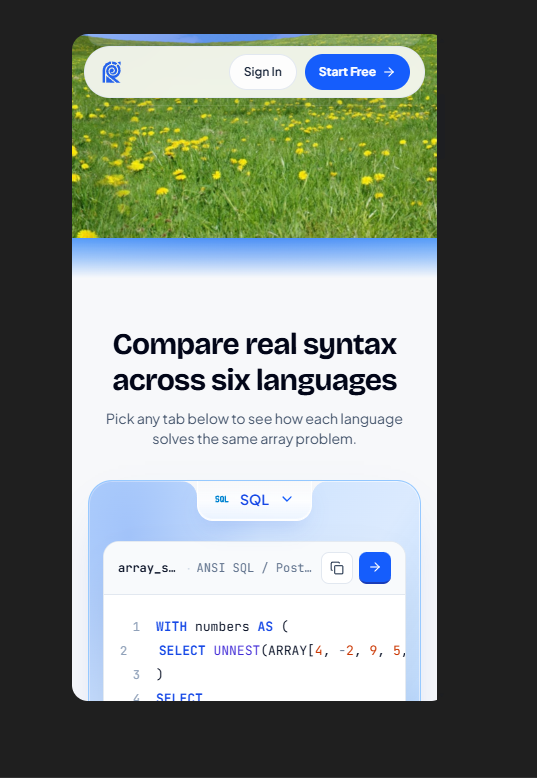 Sign In
Start Free
Compare real syntax
across six languages
Pick any tab below to see how each language
solves the same array problem.
SQL SQL
array_s… · ANSI SQL / Post…
1 WITH numbers AS (
2 SELECT UNNEST(ARRAY[4, -2, 9, 5,
3 )
4 SELECT